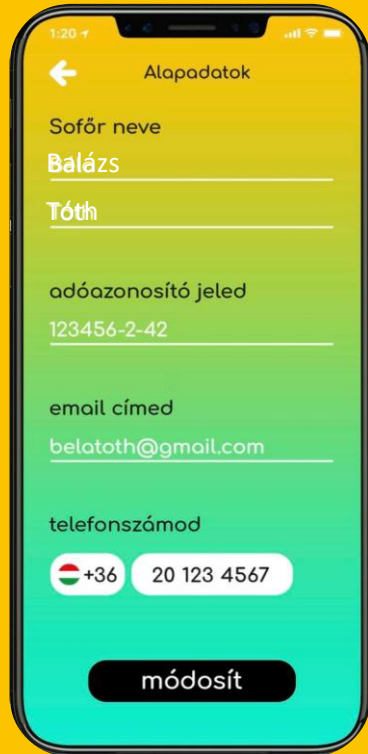 1:20
Alapadatok
Sofőr neve
Balázs
Tóth
adóazonosító jeled
123456-2-42
email címed
belatoth@gmail.com
telefonszámod
+36 20 123 4567
módosít